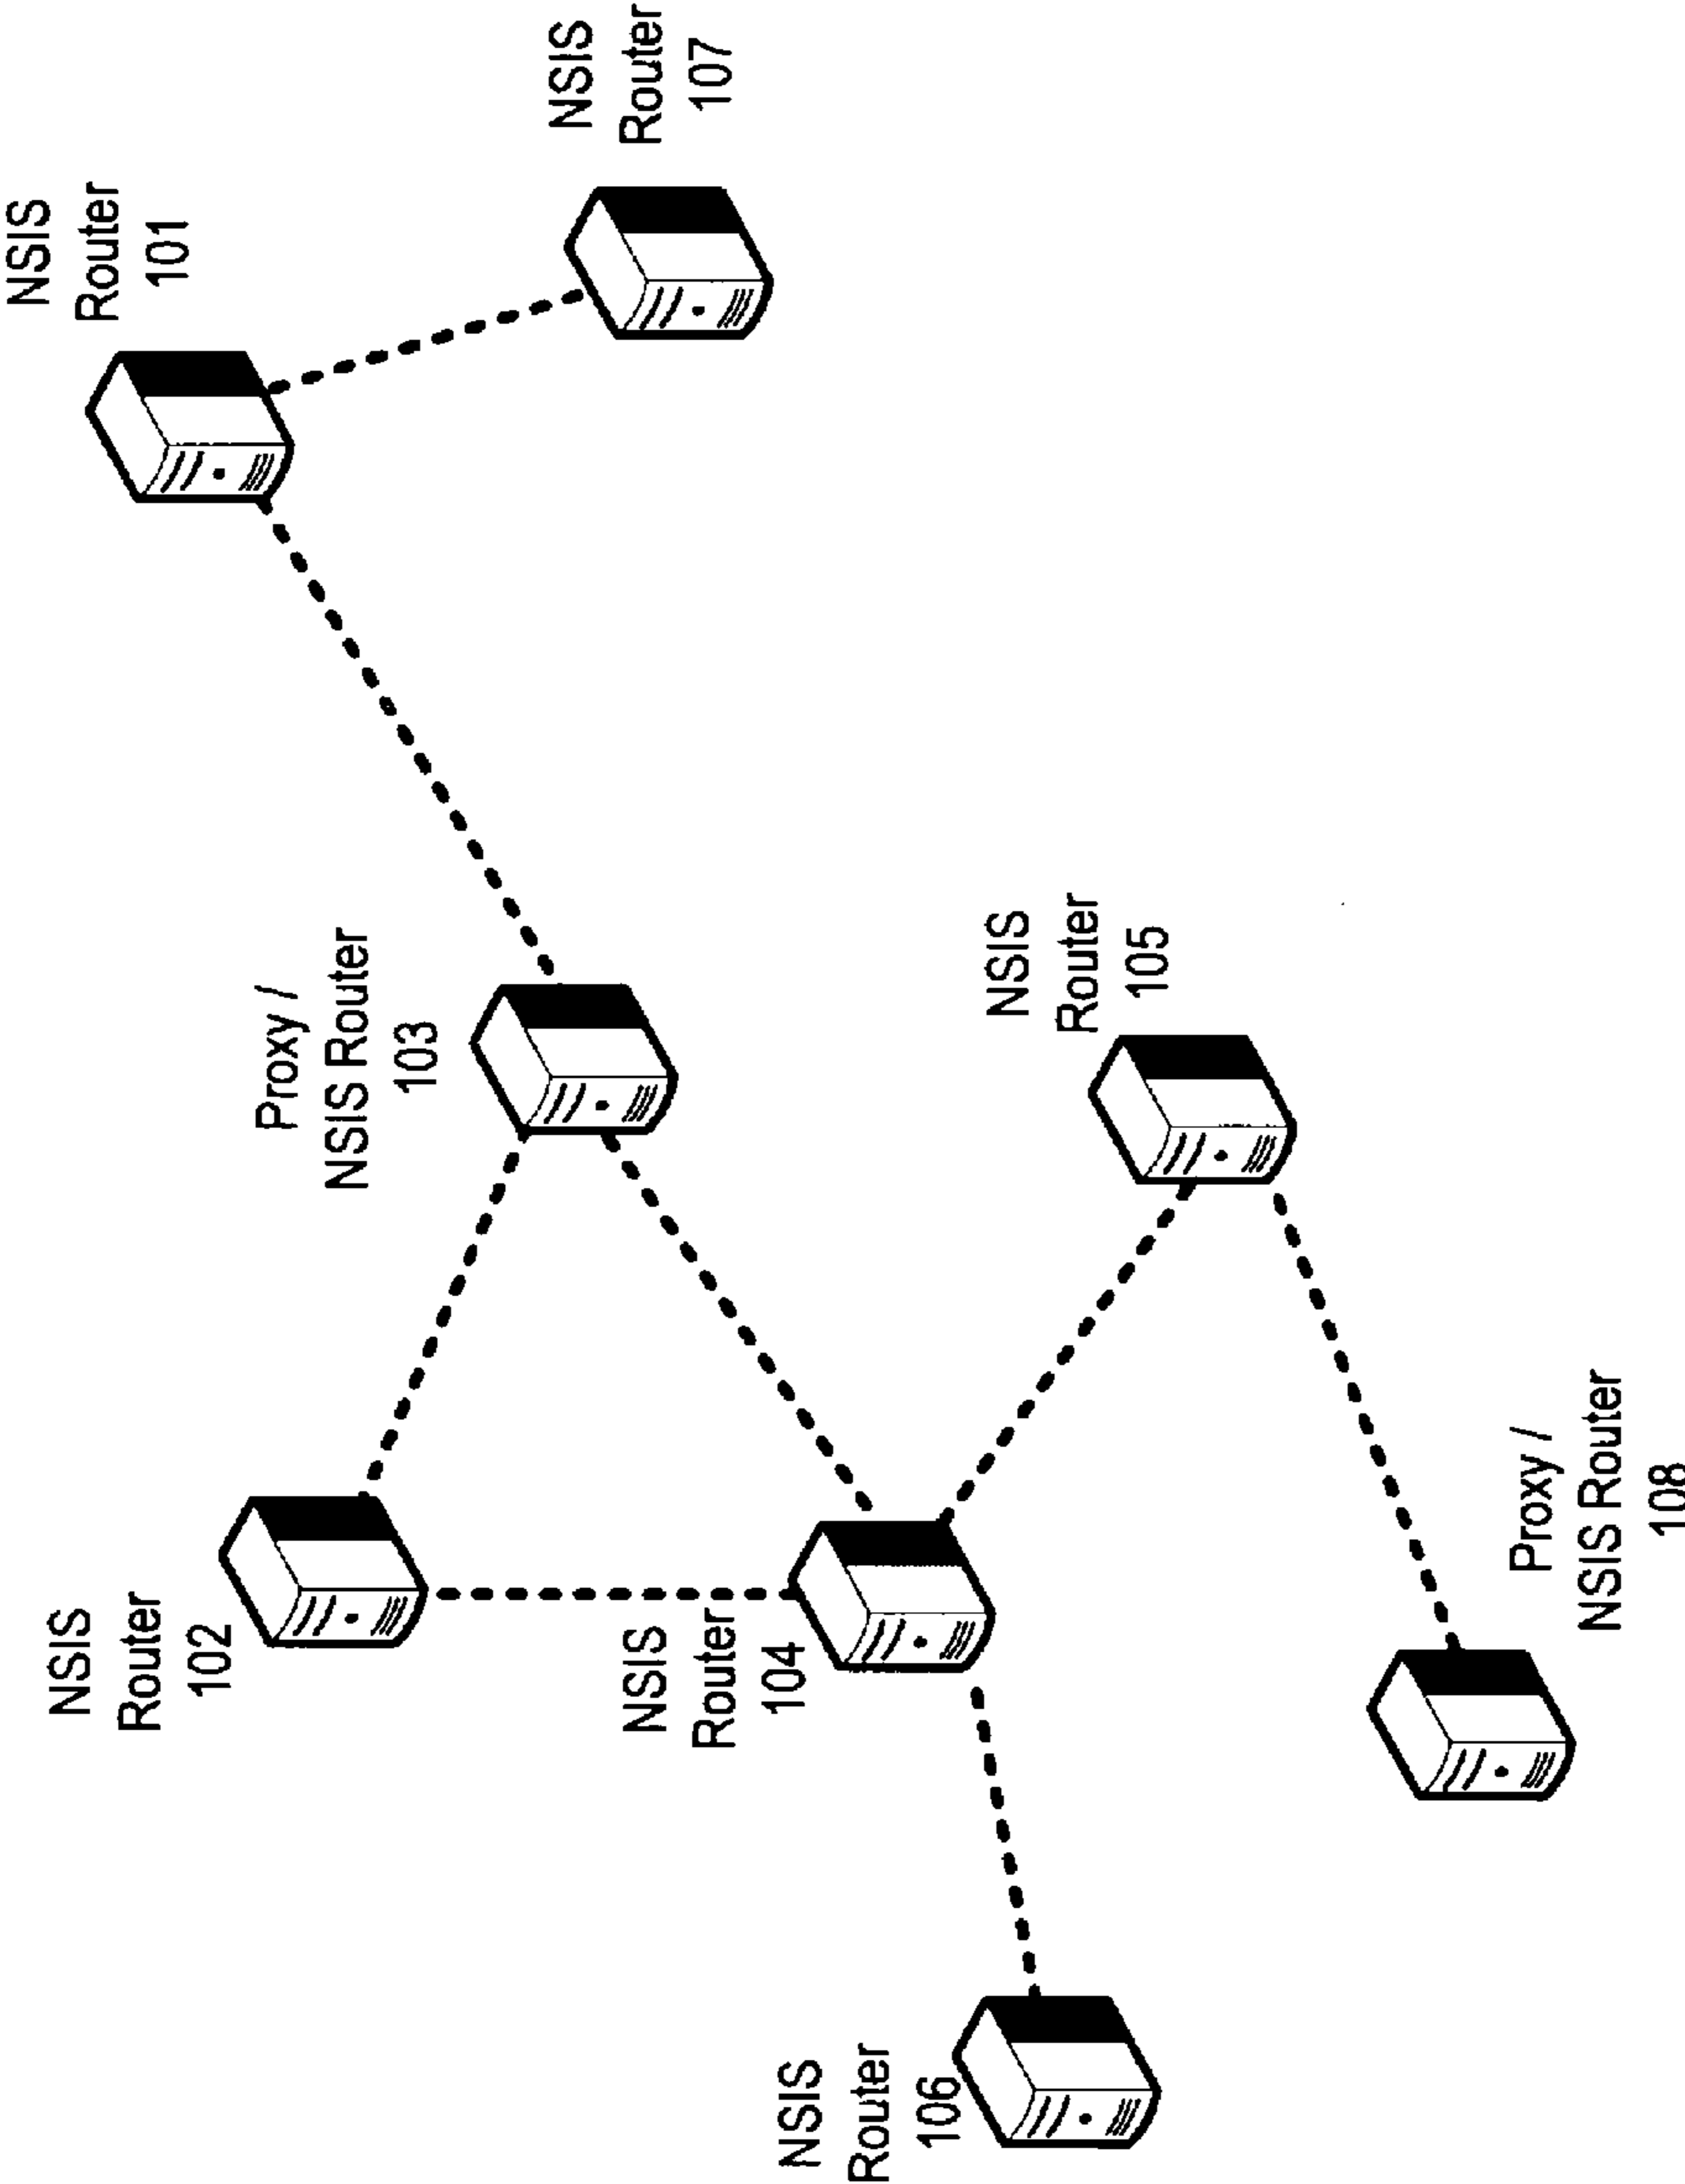 NSIS
Router
101
NSIS
Router
107
NSIS
Router
102
Proxy /
NSIS Router
103
NSIS
Router
104
NSIS
Router
105
NSIS
Router
106
Proxy /
NSIS Router
108